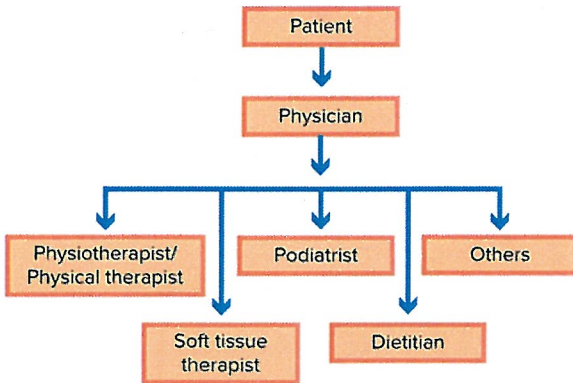 Patient
Physician
Physiotherapist/
Physical therapist
Podiatrist
Others
Soft tissue
therapist
Dietitian